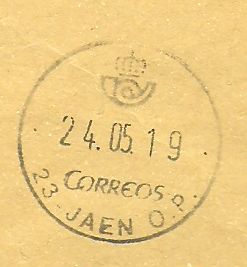 24.05.19
CORREOS
23-JAEN O.P.